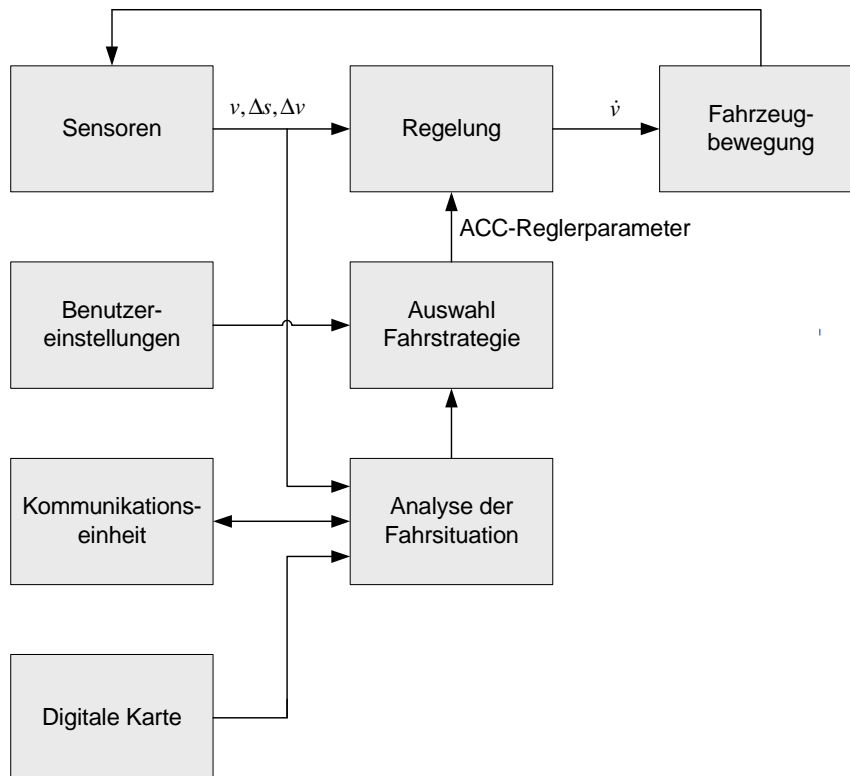 Sensoren
v, Δs, Δv
Regelung
v̇
Fahrzeug-
bewegung
ACC-Reglerparameter
Benutzer-
einstellungen
Auswahl
Fahrstrategie
Kommunikations-
einheit
Analyse der
Fahrsituation
Digitale Karte